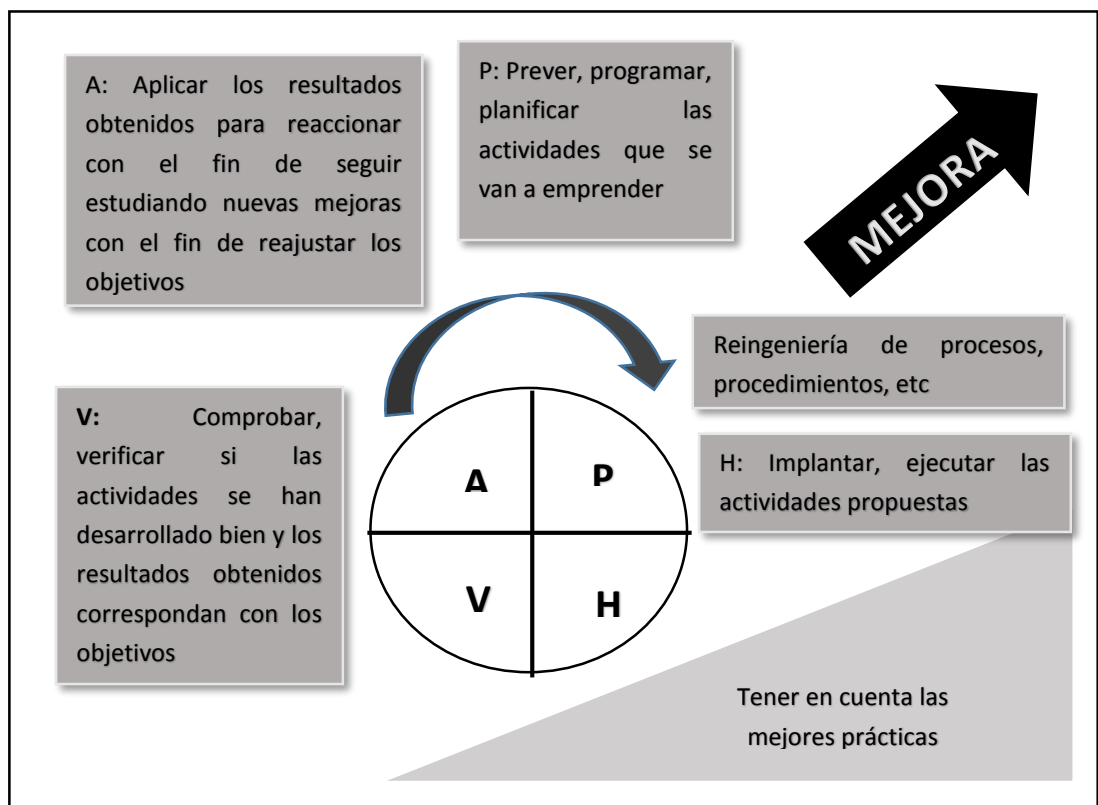 A: Aplicar los resultados
obtenidos para reaccionar
con el fin de seguir
estudiando nuevas mejoras
con el fin de reajustar los
objetivos
P: Prever, programar,
planificar las
actividades que se
van a emprender
MEJORA
Reingeniería de procesos,
procedimientos, etc
V: Comprobar,
verificar si las
actividades se han
desarrollado bien y los
resultados obtenidos
correspondan con los
objetivos
H: Implantar, ejecutar las
actividades propuestas
A P
V H
Tener en cuenta las
mejores prácticas